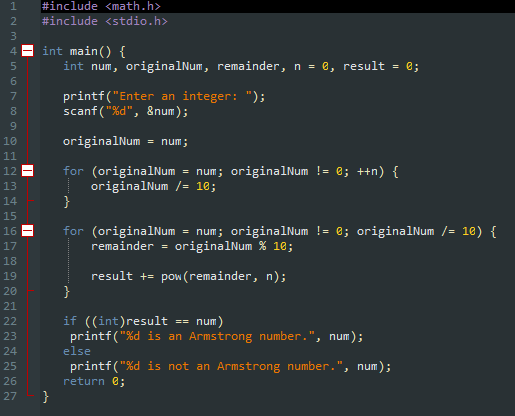 1 #include <math.h>
2 #include <stdio.h>
3
4 int main() {
5 int num, originalNum, remainder, n = 0, result = 0;
6
7 printf("Enter an integer: ");
8 scanf("%d", &num);
9
10 originalNum = num;
11
12 for (originalNum = num; originalNum != 0; ++n) {
13 originalNum /= 10;
14 }
15
16 for (originalNum = num; originalNum != 0; originalNum /= 10) {
17 remainder = originalNum % 10;
18
19 result += pow(remainder, n);
20 }
21
22 if ((int)result == num)
23 printf("%d is an Armstrong number.", num);
24 else
25 printf("%d is not an Armstrong number.", num);
26 return 0;
27 }